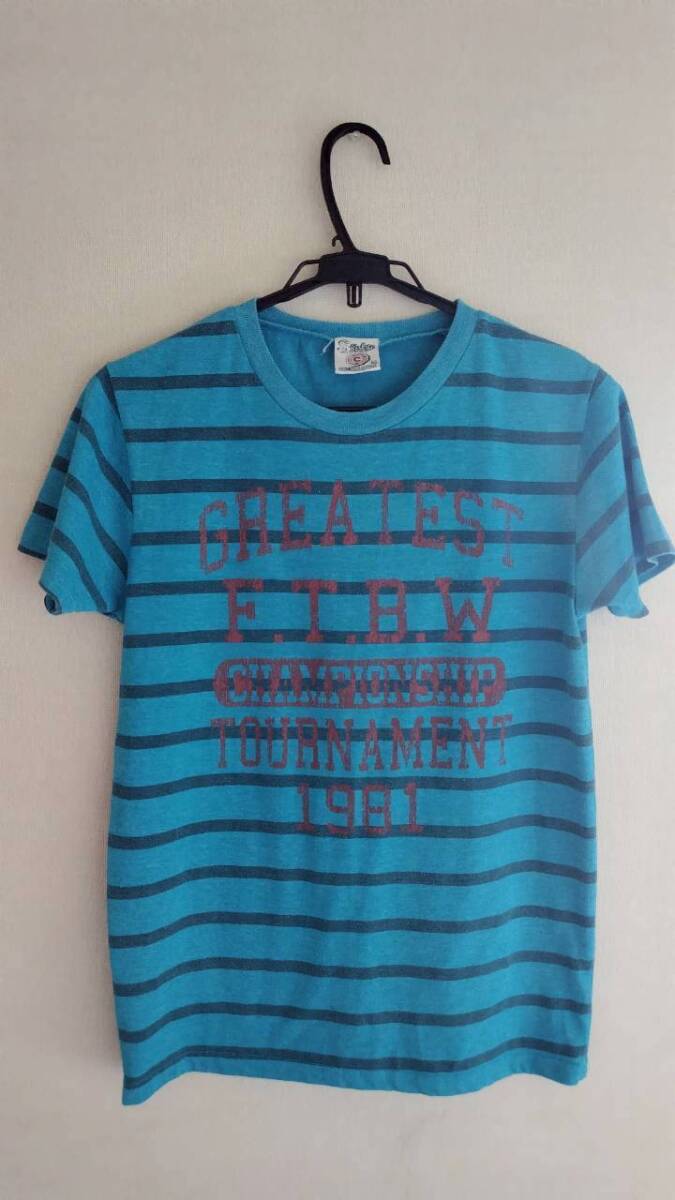 GREATEST
F.T.B.W
CHAMPIONSHIP
TOURNAMENT
1981